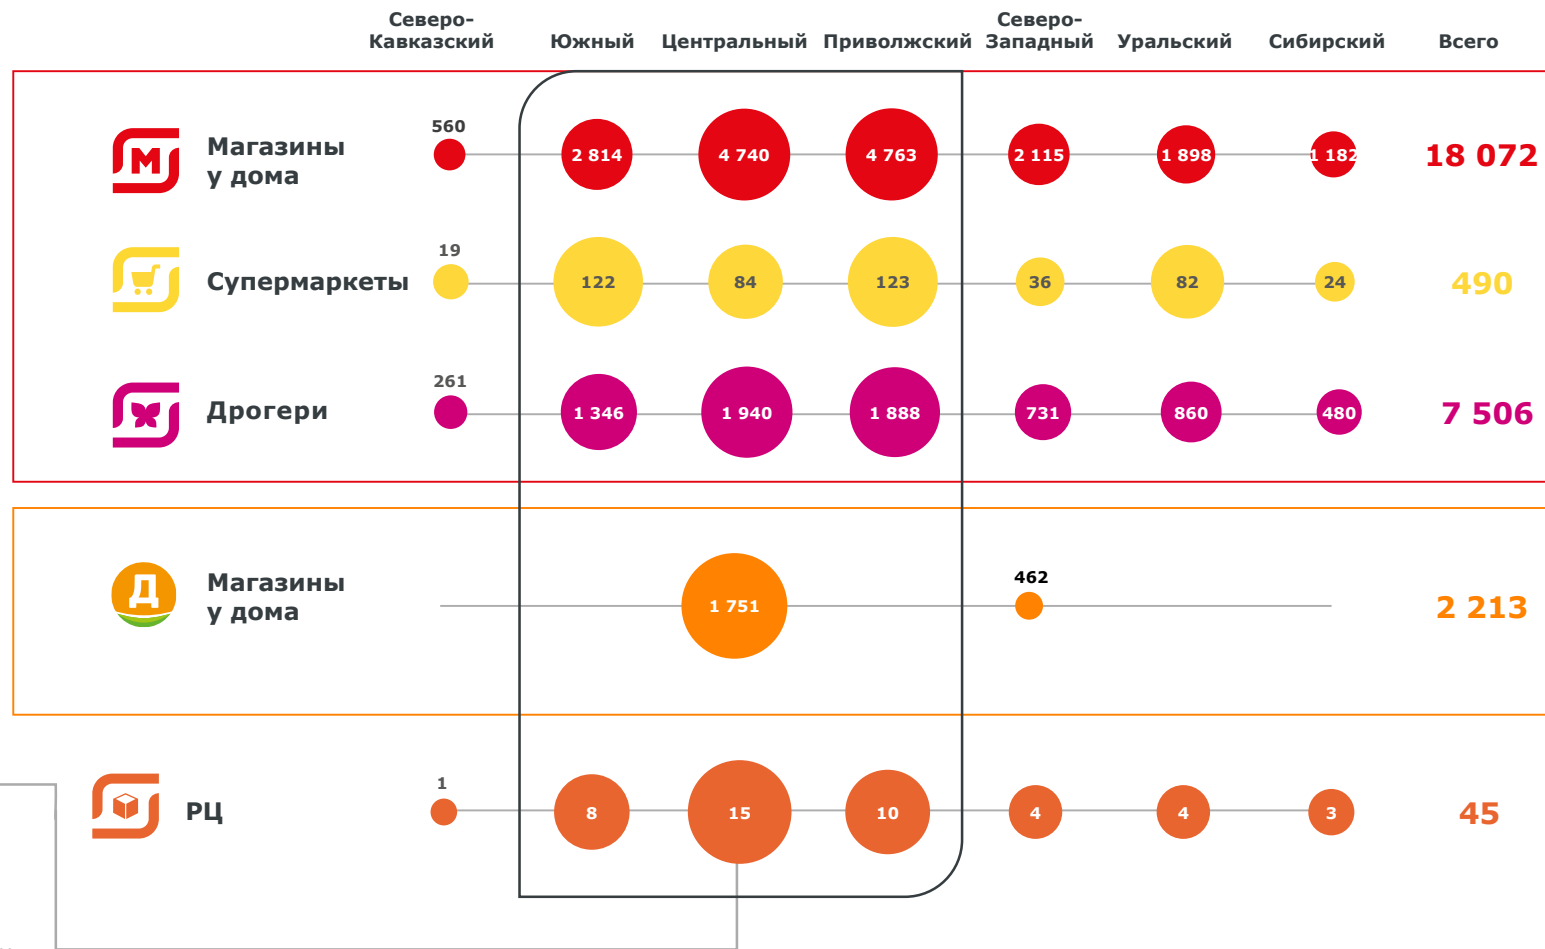 Северо-
Кавказский
Южный
Центральный
Приволжский
Северо-
Западный
Уральский
Сибирский
Всего
М
Магазины
у дома
560
2 814
4 740
4 763
2 115
1 898
1 182
18 072
Супермаркеты
19
122
84
123
36
82
24
490
Дрогери
261
1 346
1 940
1 888
731
860
480
7 506
Д
Магазины
у дома
1 751
462
2 213
РЦ
1
8
15
10
4
4
3
45